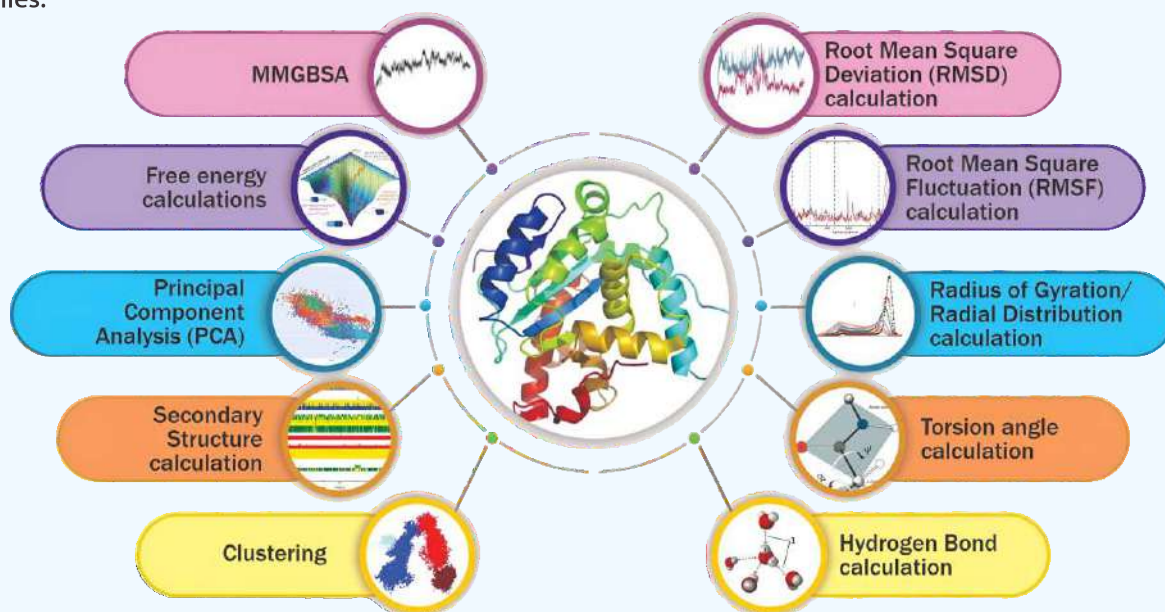 MMGBSA
Root Mean Square
Deviation (RMSD)
calculation
Free energy
calculations
Root Mean Square
Fluctuation (RMSF)
calculation
Principal
Component
Analysis (PCA)
Radius of Gyration/
Radial Distribution
calculation
Secondary
Structure
calculation
Torsion angle
calculation
Clustering
Hydrogen Bond
calculation